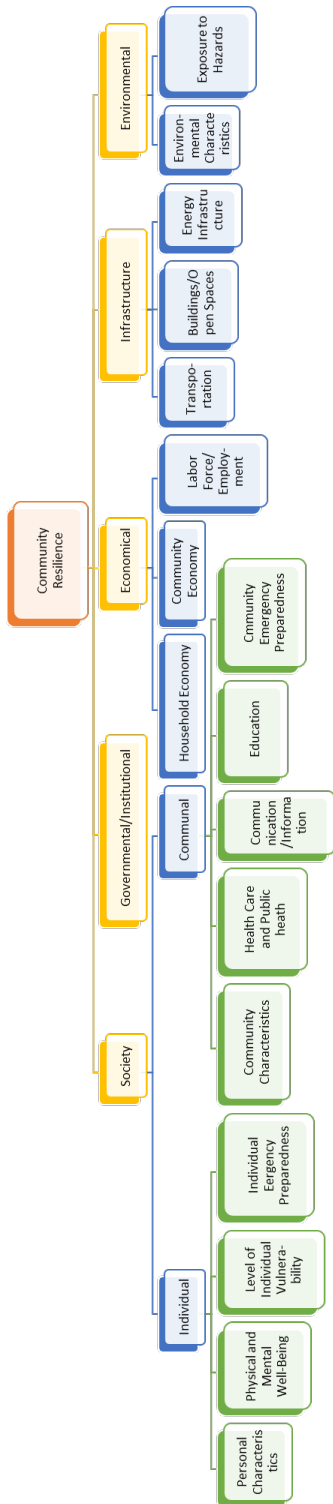 Community
Resilience
Society
Governmental/Institutional
Economical
Infrastructure
Environmental
Individual
Communal
Household Economy
Community
Economy
Labor
Force/
Employ-
ment
Transpo-
rtation
Buildings/O
pen Spaces
Energy
Infrastru
cture
Environ-
mental
Characte
ristics
Exposure to
Hazards
Personal
Characteris
tics
Physical and
Mental
Well-Being
Level of
Individual
Vulnera-
bility
Individual
Eergency
Preparedness
Community
Characteristics
Health Care
and Public
heath
Commu
nication
/Informa
tion
Education
Cmmunity
Emergency
Preparedness